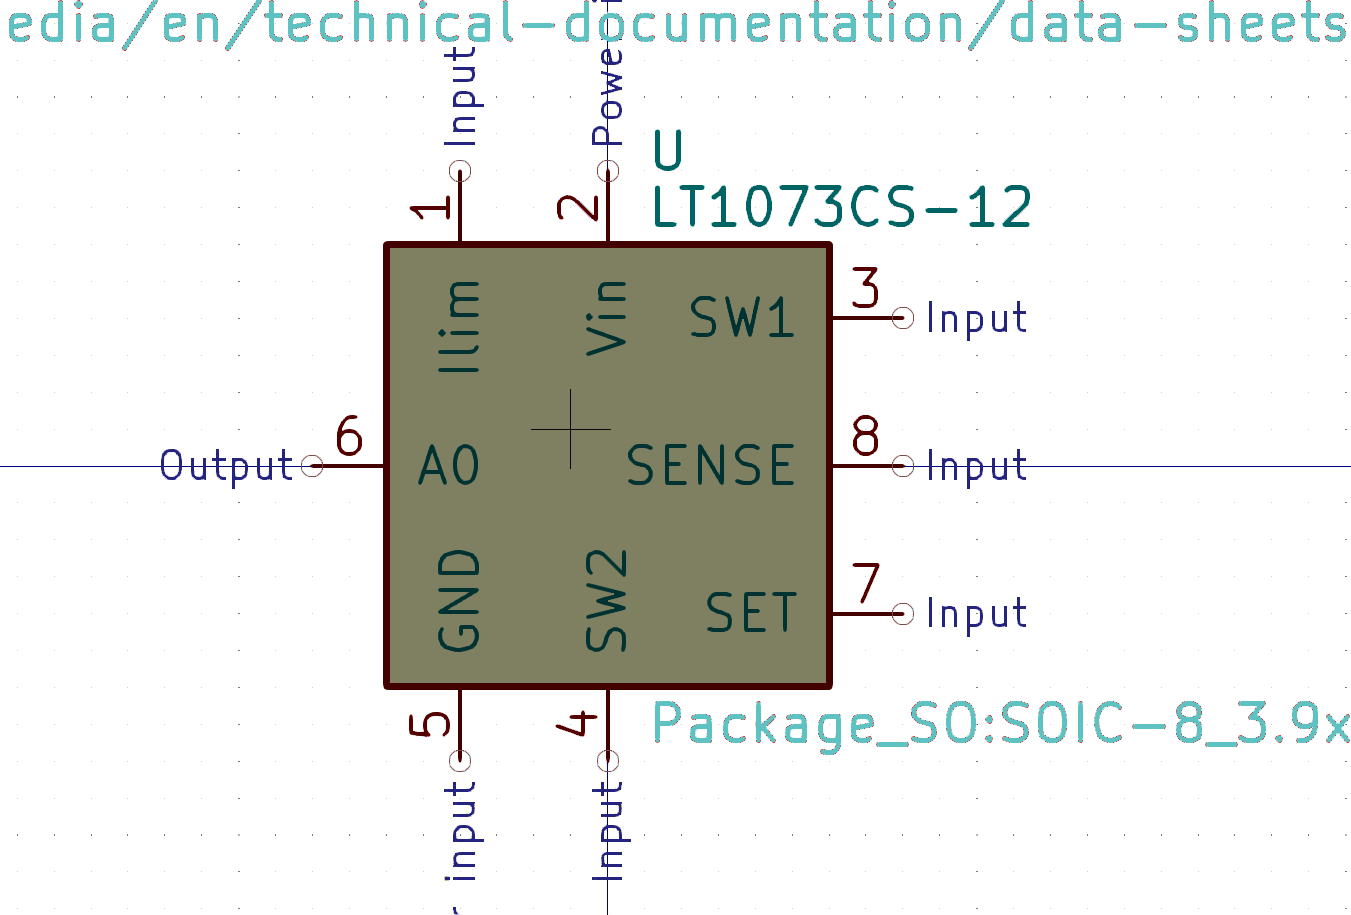 edia/en/technical-documentation/data-sheets
Input
Powe
U
LT1073CS-12
1
2
Ilim
Vin
SW1
3
Input
Output
6
A0
SENSE
8
Input
GND
SW2
SET
7
Input
5
4
Package_SO:SOIC-8_3.9x
input
Input